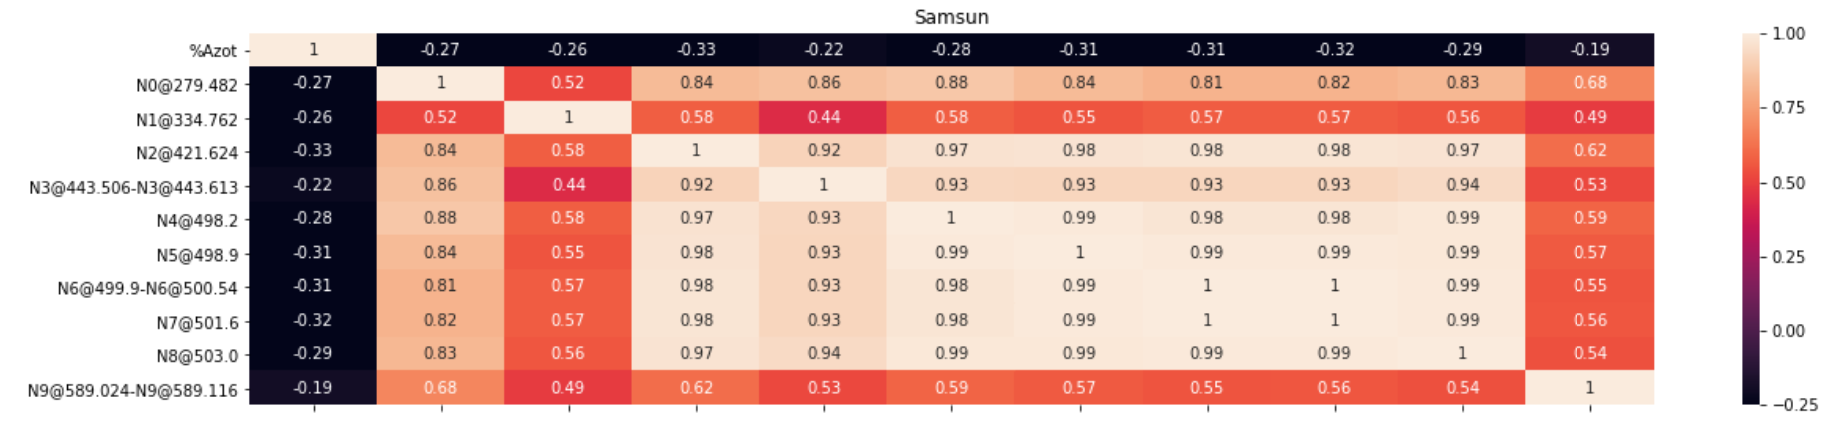 Samsun
%Azot 1 -0.27 -0.26 -0.33 -0.22 -0.28 -0.31 -0.31 -0.32 -0.29 -0.19
N0@279.482 -0.27 1 0.52 0.84 0.86 0.88 0.84 0.81 0.82 0.83 0.68
N1@334.762 -0.26 0.52 1 0.58 0.44 0.58 0.55 0.57 0.57 0.56 0.49
N2@421.624 -0.33 0.84 0.58 1 0.92 0.97 0.98 0.98 0.98 0.97 0.62
N3@443.506-N3@443.613 -0.22 0.86 0.44 0.92 1 0.93 0.93 0.93 0.93 0.94 0.53
N4@498.2 -0.28 0.88 0.58 0.97 0.93 1 0.99 0.98 0.98 0.99 0.59
N5@498.9 -0.31 0.84 0.55 0.98 0.93 0.99 1 0.99 0.99 0.99 0.57
N6@499.9-N6@500.54 -0.31 0.81 0.57 0.98 0.93 0.98 0.99 1 1 0.99 0.55
N7@501.6 -0.32 0.82 0.57 0.98 0.93 0.98 0.99 1 1 0.99 0.56
N8@503.0 -0.29 0.83 0.56 0.97 0.94 0.99 0.99 0.99 0.99 1 0.54
N9@589.024-N9@589.116 -0.19 0.68 0.49 0.62 0.53 0.59 0.57 0.55 0.56 0.54 1
1.00
0.75
0.50
0.25
0.00
−0.25